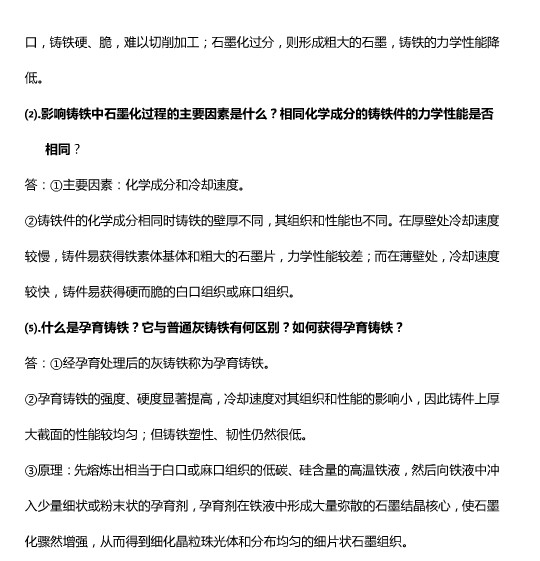 口，铸铁硬、脆，难以切削加工；石墨化过分，则形成粗大的石墨，铸铁的力学性能降
低。
⑵.影响铸铁中石墨化过程的主要因素是什么？相同化学成分的铸铁件的力学性能是否
相同？
答：①主要因素：化学成分和冷却速度。
②铸铁件的化学成分相同时铸铁的壁厚不同，其组织和性能也不同。在厚壁处冷却速度
较慢，铸件易获得铁素体基体和粗大的石墨片，力学性能较差；而在薄壁处，冷却速度
较快，铸件易获得硬而脆的白口组织或麻口组织。
⑸.什么是孕育铸铁？它与普通灰铸铁有何区别？如何获得孕育铸铁？
答：①经孕育处理后的灰铸铁称为孕育铸铁。
②孕育铸铁的强度、硬度显著提高，冷却速度对其组织和性能的影响小，因此铸件上厚
大截面的性能较均匀；但铸铁塑性、韧性仍然很低。
③原理：先熔炼出相当于白口或麻口组织的低碳、硅含量的高温铁液，然后向铁液中冲
入少量细状或粉末状的孕育剂，孕育剂在铁液中形成大量弥散的石墨结晶核心，使石墨
化骤然增强，从而得到细化晶粒珠光体和分布均匀的细片状石墨组织。